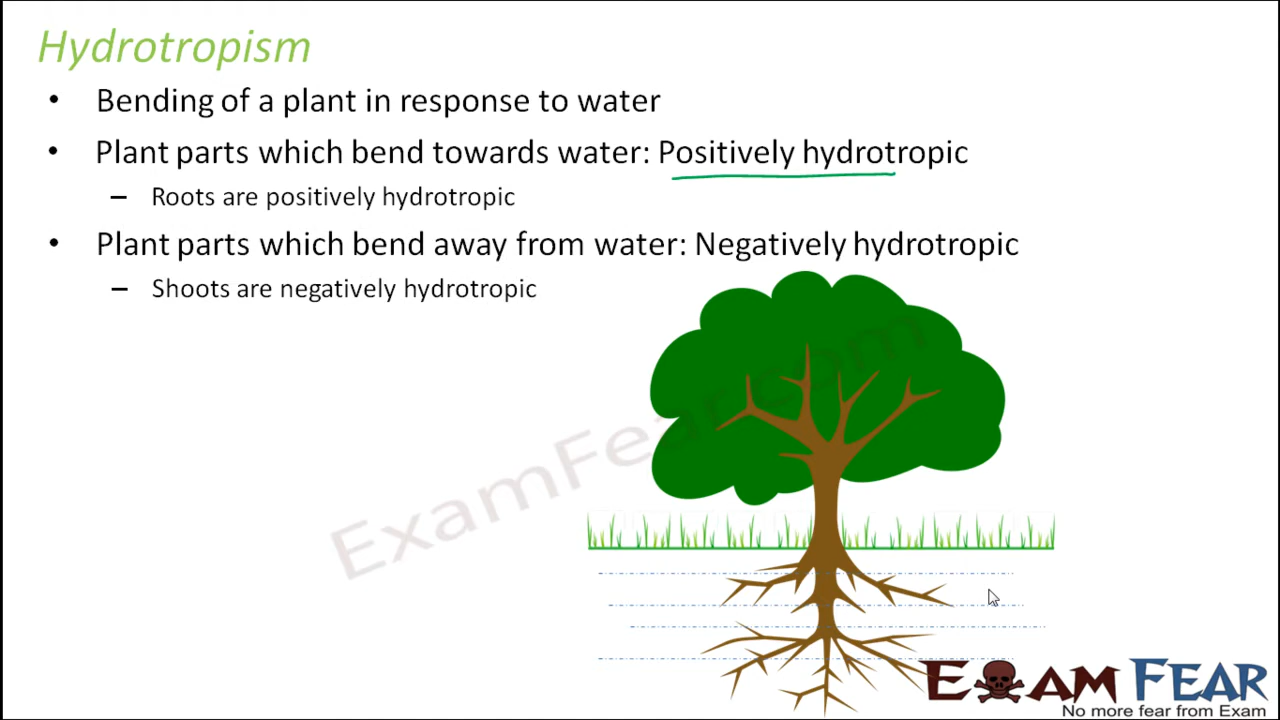 Hydrotropism
• Bending of a plant in response to water
• Plant parts which bend towards water: Positively hydrotropic
– Roots are positively hydrotropic
• Plant parts which bend away from water: Negatively hydrotropic
– Shoots are negatively hydrotropic
ExamFear.com
EXAM FEAR
No more fear from Exam